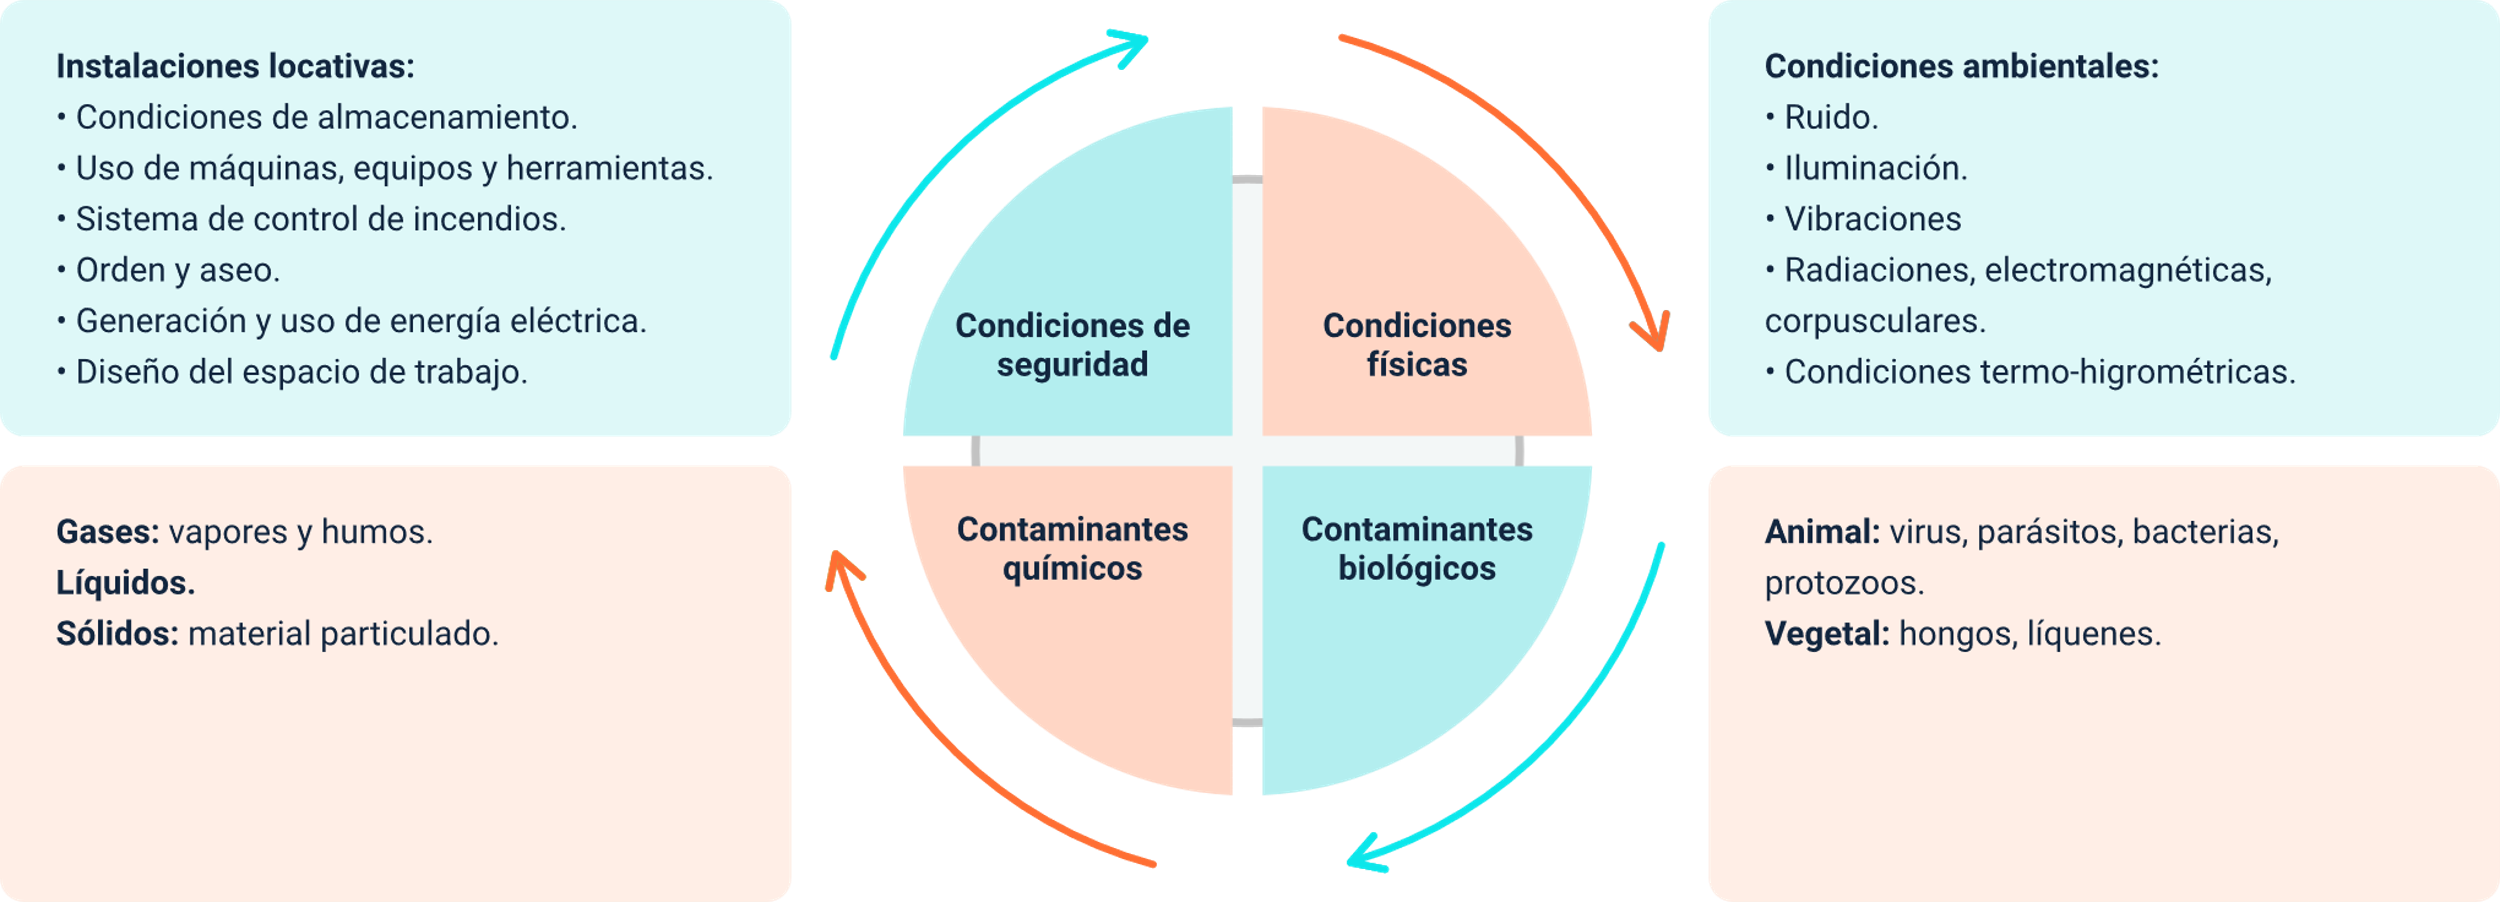 Instalaciones locativas:
• Condiciones de almacenamiento.
• Uso de máquinas, equipos y herramientas.
• Sistema de control de incendios.
• Orden y aseo.
• Generación y uso de energía eléctrica.
• Diseño del espacio de trabajo.
Condiciones de
seguridad
Condiciones
físicas
Condiciones ambientales:
• Ruido.
• Iluminación.
• Vibraciones
• Radiaciones, electromagnéticas,
corpusculares.
• Condiciones termo-higrométricas.
Gases: vapores y humos.
Líquidos.
Sólidos: material particulado.
Contaminantes
químicos
Contaminantes
biológicos
Animal: virus, parásitos, bacterias,
protozoos.
Vegetal: hongos, líquenes.